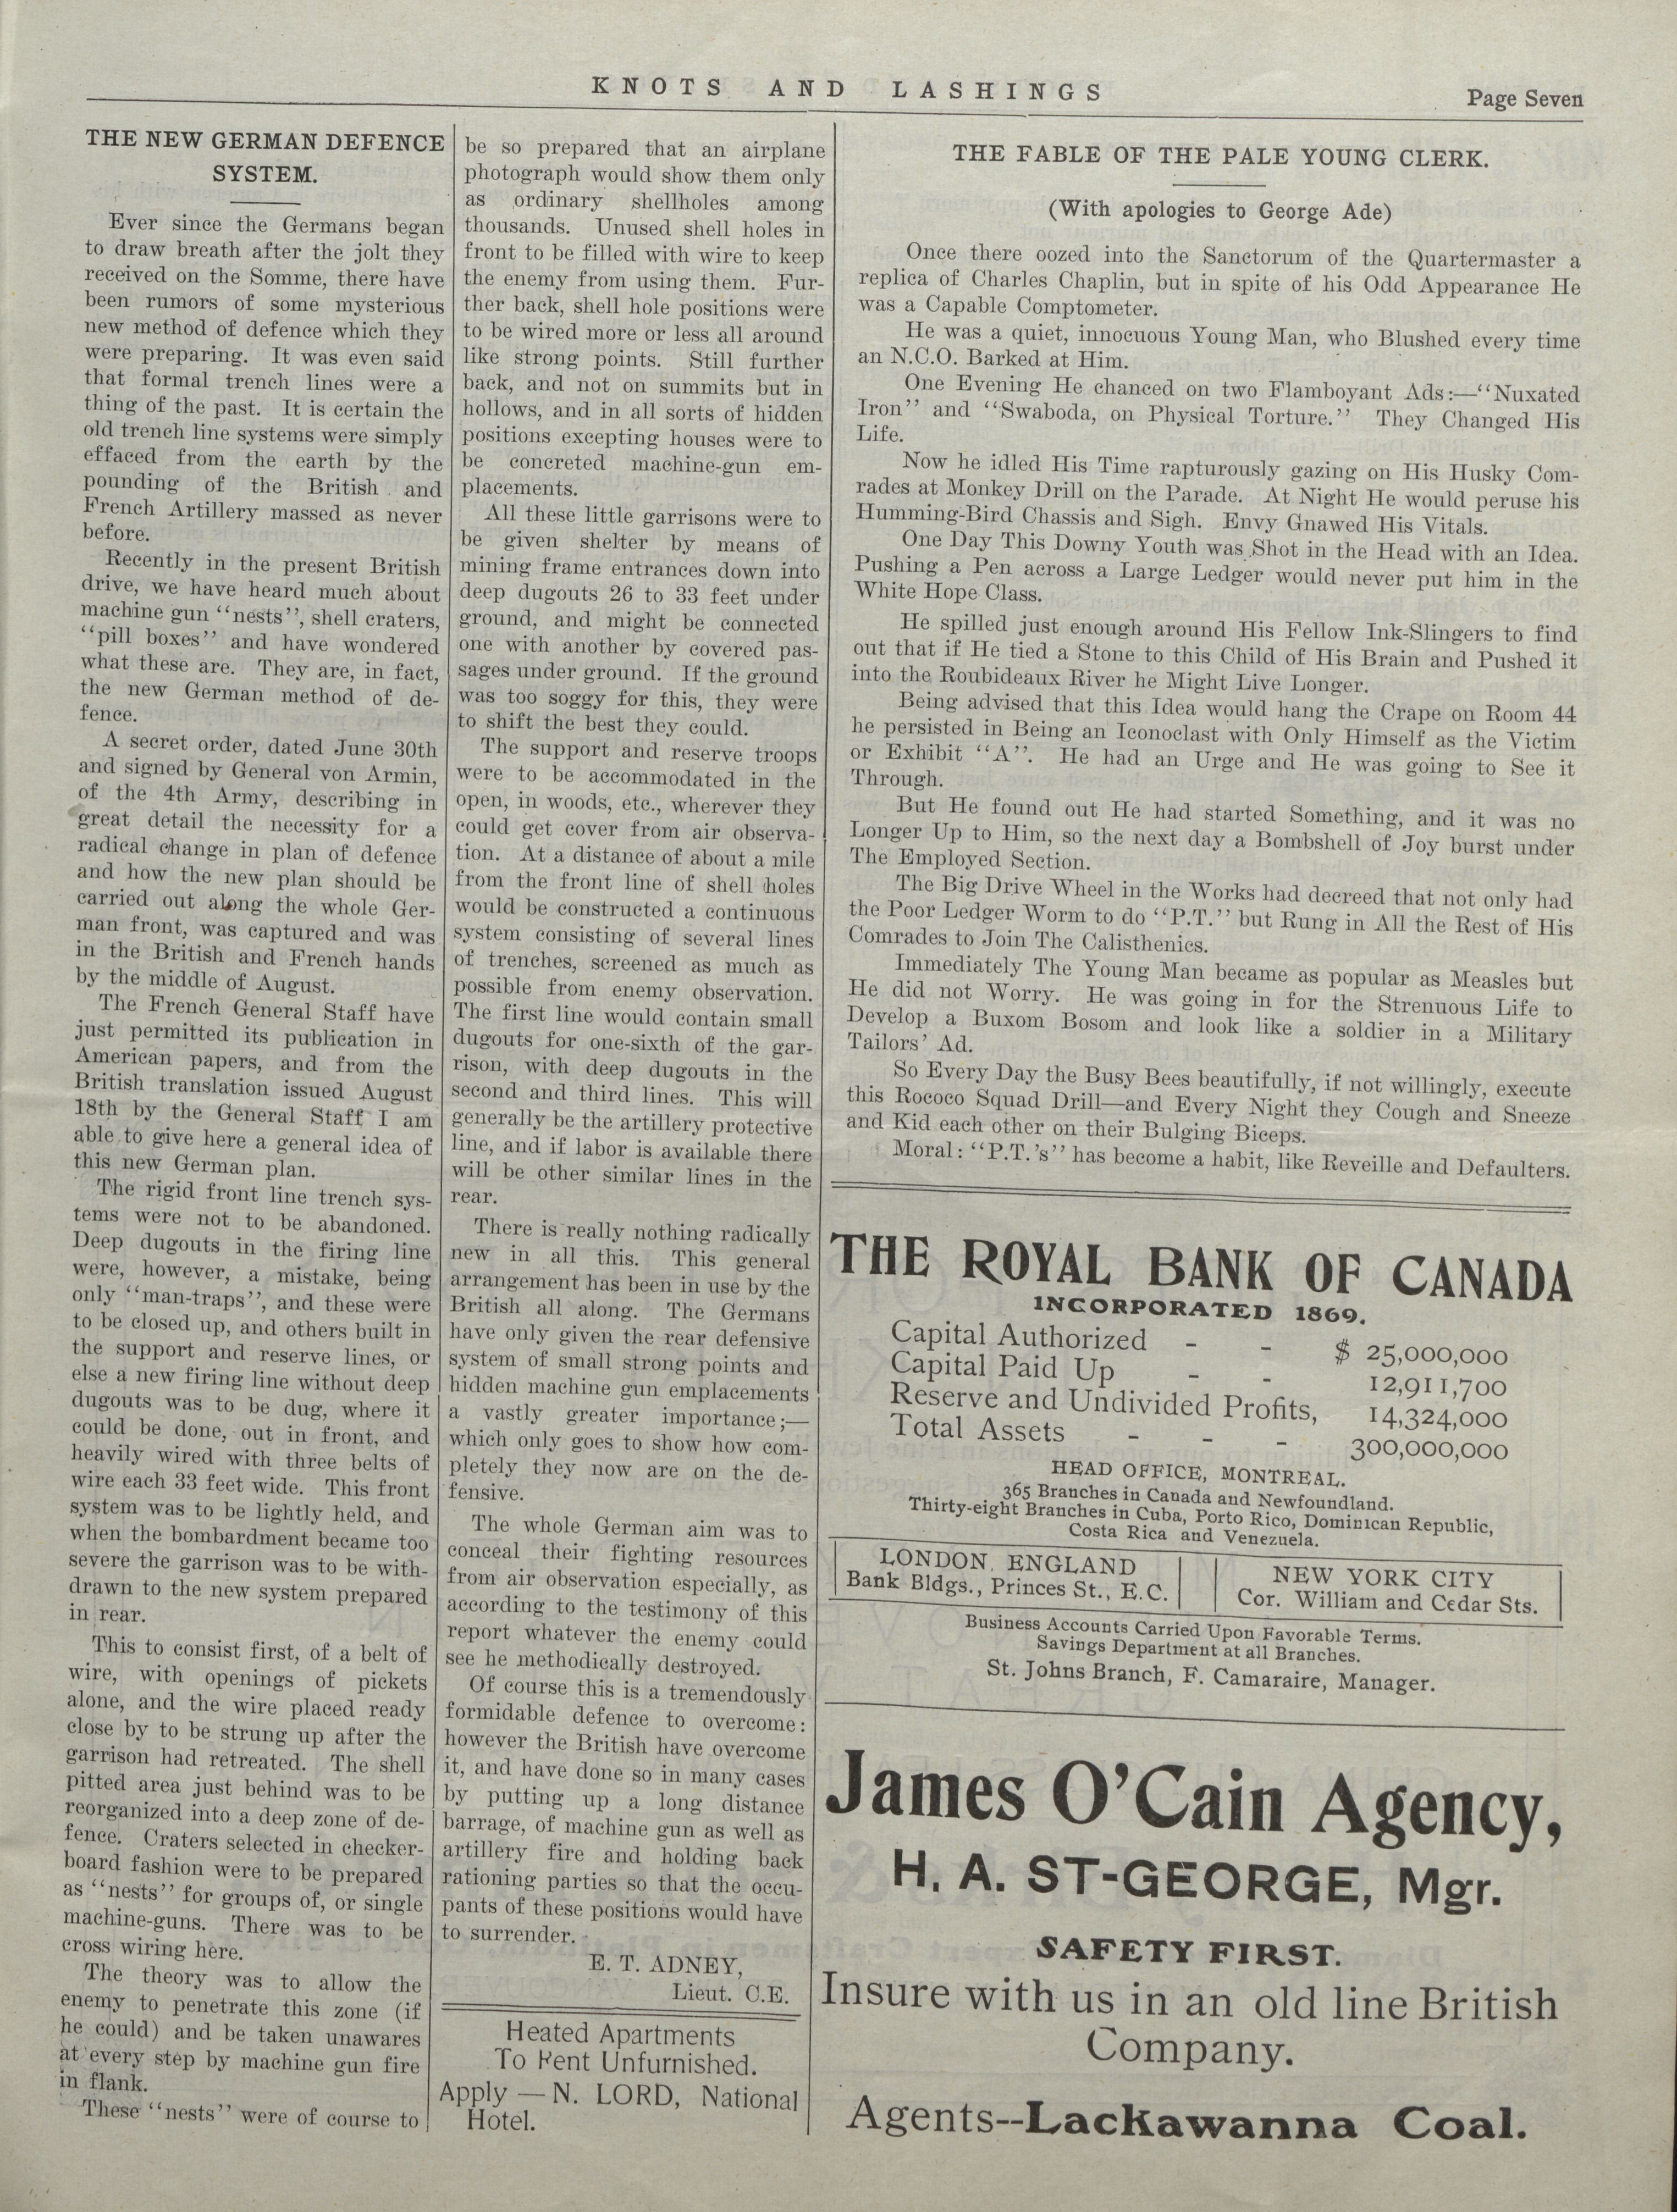 KNOTS AND LASHINGS
Page Seven
THE NEW GERMAN DEFENCE
SYSTEM.
Ever since the Germans began
to draw breath after the jolt they
received on the Somme, there have
been rumors of some mysterious
new method of defence which they
were preparing. It was even said
that formal trench lines were a
thing of the past. It is certain the
old trench line systems were simply
effaced from the earth by the
pounding of the British and
French Artillery massed as never
before.
Recently in the present British
drive, we have heard much about
machine gun "nests", shell craters,
"pill boxes" and have wondered
what these are. They are, in fact,
the new German method of de-
fence.
A secret order, dated June 30th
and signed by General von Armin,
of the 4th Army, describing in
great detail the necessity for a
radical change in plan of defence
and how the new plan should be
carried out along the whole Ger-
man front, was captured and was
in the British and French hands
by the middle of August.
The French General Staff have
just permitted its publication in
American papers, and from the
British translation issued August
18th by the General Staff I am
able to give here a general idea of
this new German plan.
The rigid front line trench sys-
tems were not to be abandoned.
Deep dugouts in the firing line
were, however, a mistake, being
only "man-traps", and these were
to be closed up, and others built in
the support and reserve lines, or
else a new firing line without deep
dugouts was to be dug, where it
could be done, out in front, and
heavily wired with three belts of
wire each 33 feet wide. This front
system was to be lightly held, and
when the bombardment became too
severe the garrison was to be with-
drawn to the new system prepared
in rear.
This to consist first, of a belt of
wire, with openings of pickets
alone, and the wire placed ready
close by to be strung up after the
garrison had retreated. The shell
pitted area just behind was to be
reorganized into a deep zone of de-
fence. Craters selected in checker-
board fashion were to be prepared
as "nests" for groups of, or single
machine-guns. There was to be
cross wiring here.
The theory was to allow the
enemy to penetrate this zone (if
he could) and be taken unawares
at every step by machine gun fire
in flank.
These "nests" were of course to
be so prepared that an airplane
photograph would show them only
as ordinary shellholes among
thousands. Unused shell holes in
front to be filled with wire to keep
the enemy from using them. Fur-
ther back, shell hole positions were
to be wired more or less all around
like strong points. Still further
back, and not on summits but in
hollows, and in all sorts of hidden
positions excepting houses were to
be concreted machine-gun em-
placements.
All these little garrisons were to
be given shelter by means of
mining frame entrances down into
deep dugouts 26 to 33 feet under
ground, and might be connected
one with another by covered pas-
sages under ground. If the ground
was too soggy for this, they were
to shift the best they could.
The support and reserve troops
were to be accommodated in the
open, in woods, etc., wherever they
could get cover from air observa-
tion. At a distance of about a mile
from the front line of shell holes
would be constructed a continuous
system consisting of several lines
of trenches, screened as much as
possible from enemy observation.
The first line would contain small
dugouts for one-sixth of the gar-
rison, with deep dugouts in the
second and third lines. This will
generally be the artillery protective
line, and if labor is available there
will be other similar lines in the
rear.
There is really nothing radically
new in all this. This general
arrangement has been in use by the
British all along. The Germans
have only given the rear defensive
system of small strong points and
hidden machine gun emplacements
a vastly greater importance;—
which only goes to show how com-
pletely they now are on the de-
fensive.
The whole German aim was to
conceal their fighting resources
from air observation especially, as
according to the testimony of this
report whatever the enemy could
see he methodically destroyed.
Of course this is a tremendously
formidable defence to overcome:
however the British have overcome
it, and have done so in many cases
by putting up a long distance
barrage, of machine gun as well as
artillery fire and holding back
rationing parties so that the occu-
pants of these positions would have
to surrender.
E. T. ADNEY,
Lieut. C.E.
Heated Apartments
To Rent Unfurnished.
Apply — N. LORD, National
Hotel.
THE FABLE OF THE PALE YOUNG CLERK.
(With apologies to George Ade)
Once there oozed into the Sanctorum of the Quartermaster a
replica of Charles Chaplin, but in spite of his Odd Appearance He
was a Capable Comptometer.
He was a quiet, innocuous Young Man, who Blushed every time
an N.C.O. Barked at Him.
One Evening He chanced on two Flamboyant Ads:—"Nuxated
Iron" and "Swaboda, on Physical Torture." They Changed His
Life.
Now he idled His Time rapturously gazing on His Husky Com-
rades at Monkey Drill on the Parade. At Night He would peruse his
Humming-Bird Chassis and Sigh. Envy Gnawed His Vitals.
One Day This Downy Youth was Shot in the Head with an Idea.
Pushing a Pen across a Large Ledger would never put him in the
White Hope Class.
He spilled just enough around His Fellow Ink-Slingers to find
out that if He tied a Stone to this Child of His Brain and Pushed it
into the Roubideaux River he Might Live Longer.
Being advised that this Idea would hang the Crape on Room 44
he persisted in Being an Iconoclast with Only Himself as the Victim
or Exhibit "A". He had an Urge and He was going to See it
Through.
But He found out He had started Something, and it was no
Longer Up to Him, so the next day a Bombshell of Joy burst under
The Employed Section.
The Big Drive Wheel in the Works had decreed that not only had
the Poor Ledger Worm to do "P.T." but Rung in All the Rest of His
Comrades to Join The Calisthenics.
Immediately The Young Man became as popular as Measles but
He did not Worry. He was going in for the Strenuous Life to
Develop a Buxom Bosom and look like a soldier in a Military
Tailors' Ad.
So Every Day the Busy Bees beautifully, if not willingly, execute
this Rococo Squad Drill—and Every Night they Cough and Sneeze
and Kid each other on their Bulging Biceps.
Moral: "P.T.'s" has become a habit, like Reveille and Defaulters.
THE ROYAL BANK OF CANADA
INCORPORATED 1869.
Capital Authorized - - $ 25,000,000
Capital Paid Up - - 12,911,700
Reserve and Undivided Profits, 14,324,000
Total Assets - - - 300,000,000
HEAD OFFICE, MONTREAL.
365 Branches in Canada and Newfoundland.
Thirty-eight Branches in Cuba, Porto Rico, Dominican Republic,
Costa Rica and Venezuela.
LONDON, ENGLAND
Bank Bldgs., Princes St., E.C.
NEW YORK CITY
Cor. William and Cedar Sts.
Business Accounts Carried Upon Favorable Terms.
Savings Department at all Branches.
St. Johns Branch, F. Camaraire, Manager.
James O'Cain Agency,
H. A. ST-GEORGE, Mgr.
SAFETY FIRST.
Insure with us in an old line British
Company.
Agents--Lackawanna Coal.